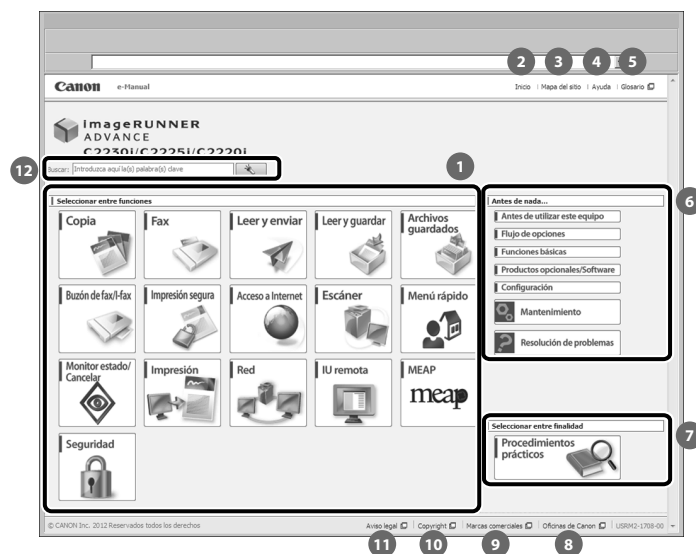 2 3 4 5
Canon e-Manual
Inicio | Mapa del sitio | Ayuda | Glosario
imageRUNNER
ADVANCE
C2230i/C2225i/C2220i
12
Buscar: Introduzca aquí la(s) palabra(s) clave
1
Seleccionar entre funciones
Copia
Fax
Leer y enviar
Leer y guardar
Archivos
guardados
Buzón de fax/I-fax
Impresión segura
Acceso a Internet
Escáner
Menú rápido
Monitor estado/
Cancelar
Impresión
Red
IU remota
MEAP
meap
Seguridad
Antes de nada...
6
Antes de utilizar este equipo
Flujo de opciones
Funciones básicas
Productos opcionales/Software
Configuración
Mantenimiento
Resolución de problemas
Seleccionar entre finalidad
7
Procedimientos
prácticos
© CANON Inc. 2012 Reservados todos los derechos
Aviso legal | Copyright | Marcas comerciales | Oficinas de Canon | USRM2-1708-00
11 10 9 8